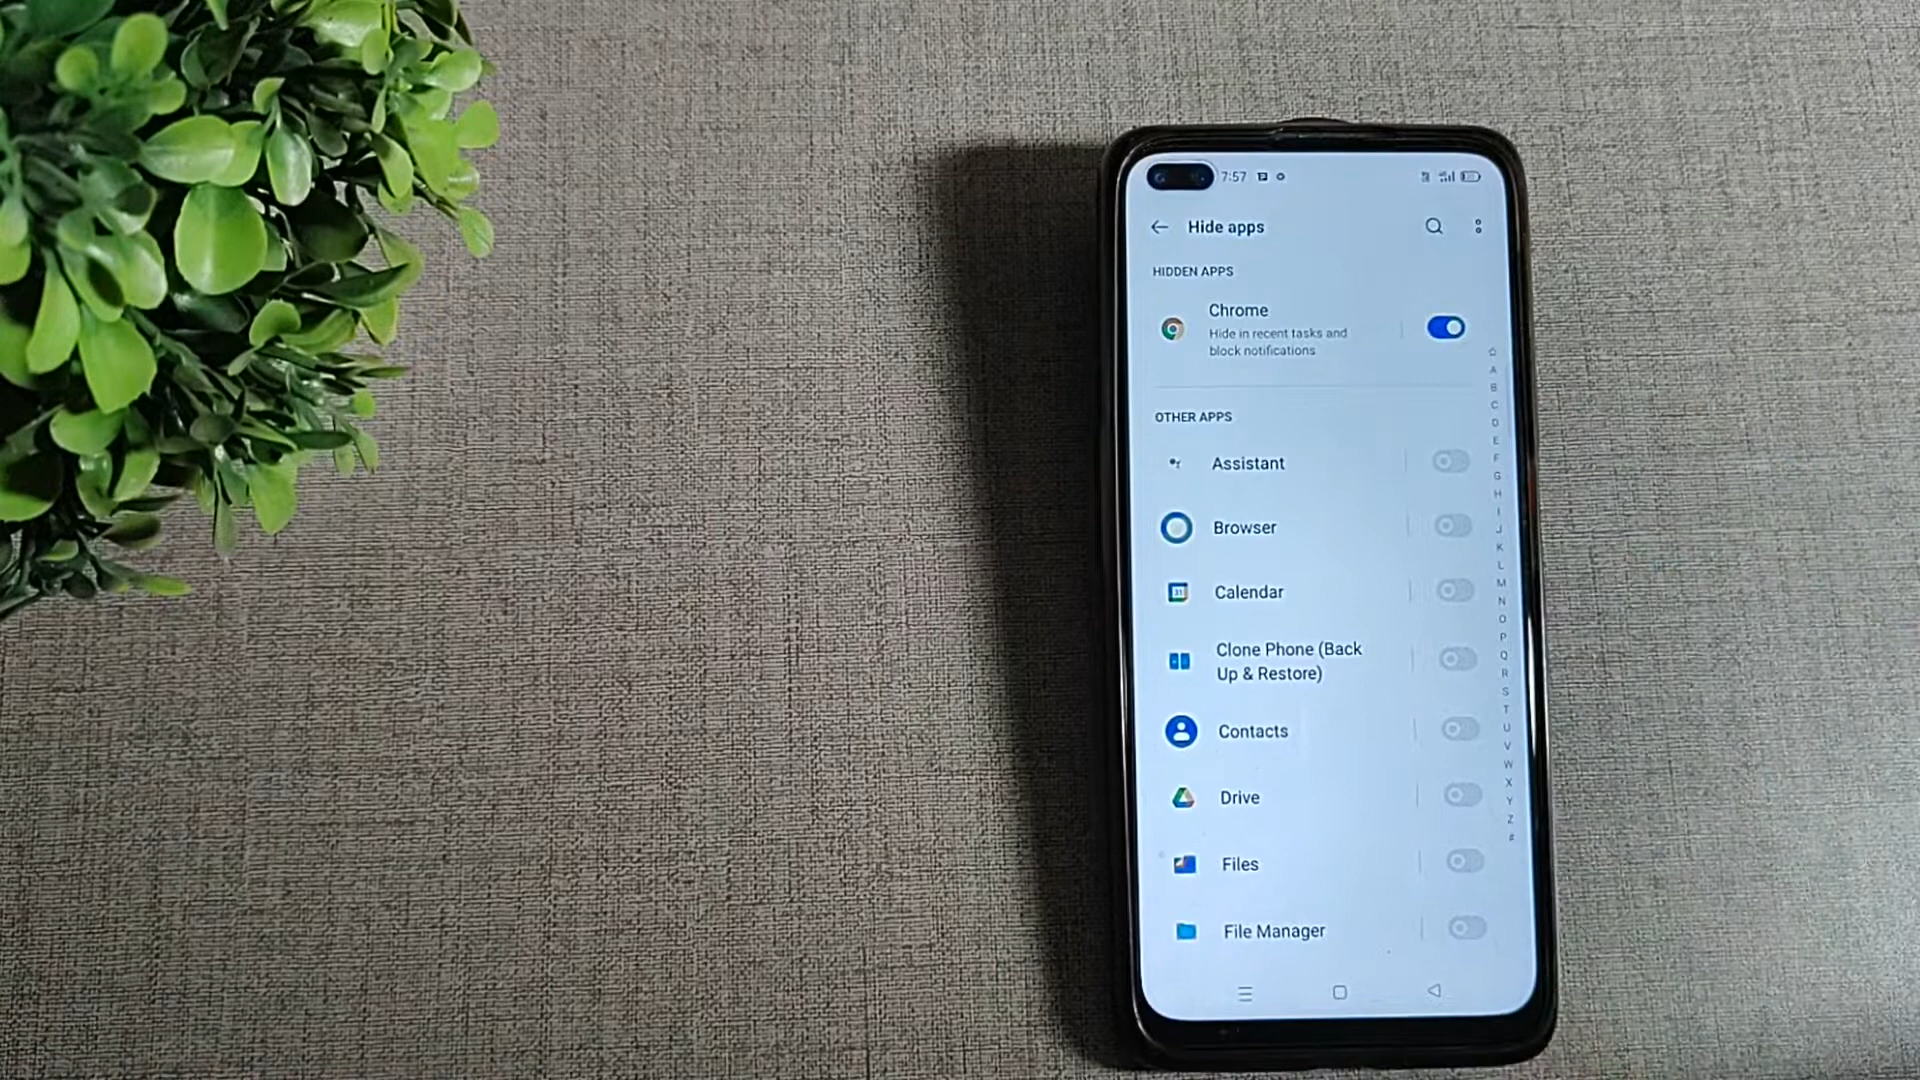 7:57
Hide apps
HIDDEN APPS
Chrome
Hide in recent tasks and
block notifications
OTHER APPS
Assistant
Browser
31
Calendar
Clone Phone (Back
Up & Restore)
Contacts
Drive
Files
File Manager
A
B
C
D
E
F
G
H
I
J
K
L
M
N
O
P
Q
R
S
T
U
V
W
X
Y
Z
#